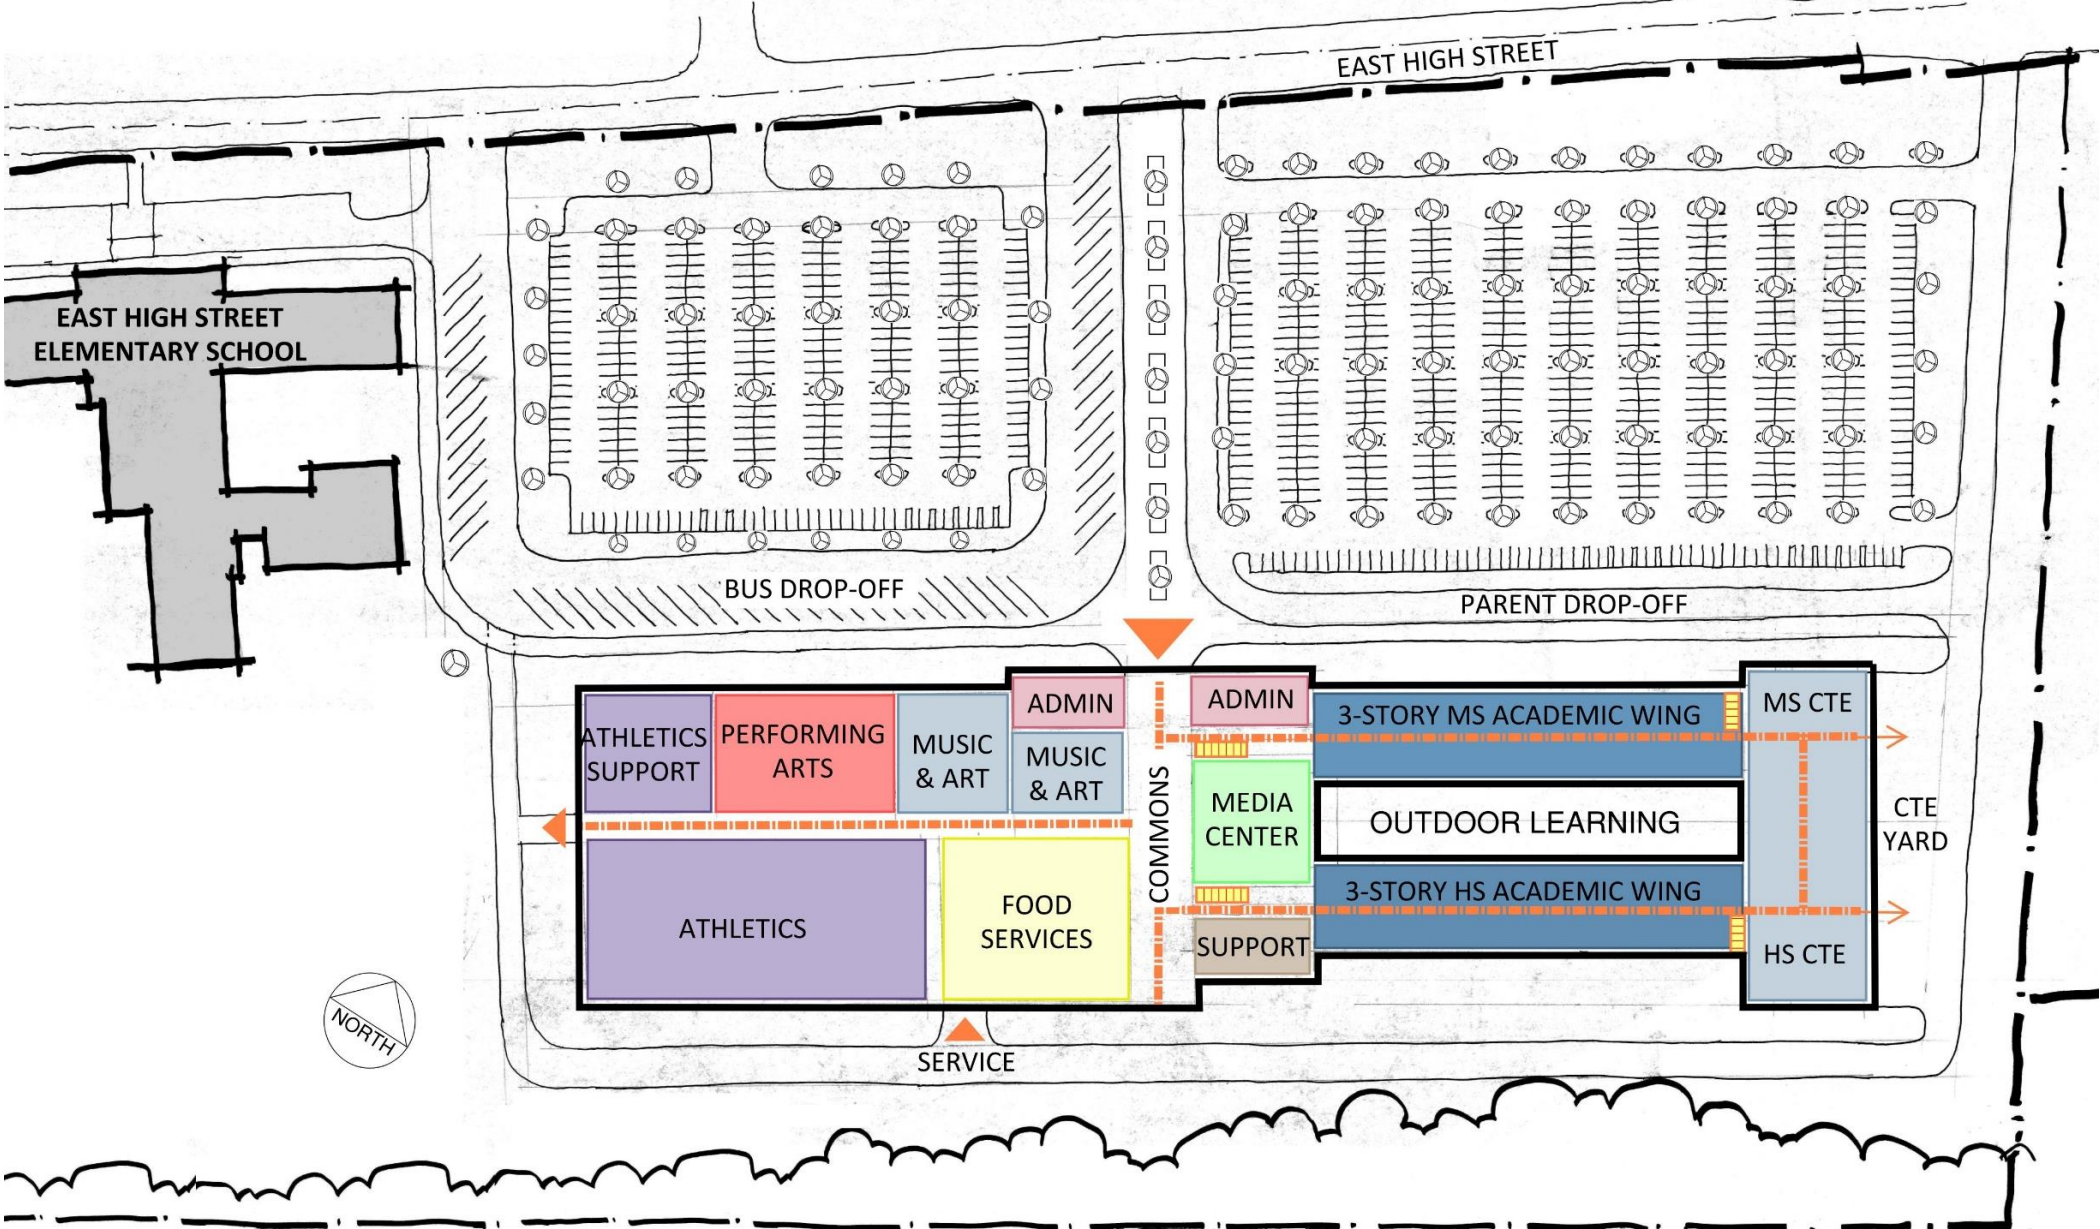 EAST HIGH STREET
EAST HIGH STREET
ELEMENTARY SCHOOL
BUS DROP-OFF
PARENT DROP-OFF
ATHLETICS
SUPPORT
PERFORMING
ARTS
MUSIC
& ART
ADMIN
MUSIC
& ART
COMMONS
ADMIN
3-STORY MS ACADEMIC WING
MS CTE
MEDIA
CENTER
OUTDOOR LEARNING
CTE
YARD
ATHLETICS
FOOD
SERVICES
3-STORY HS ACADEMIC WING
SUPPORT
HS CTE
NORTH
SERVICE